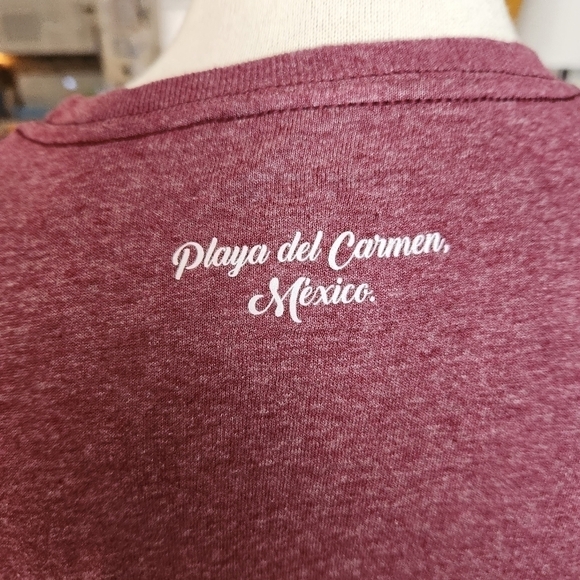 Playa del Carmen,
México.